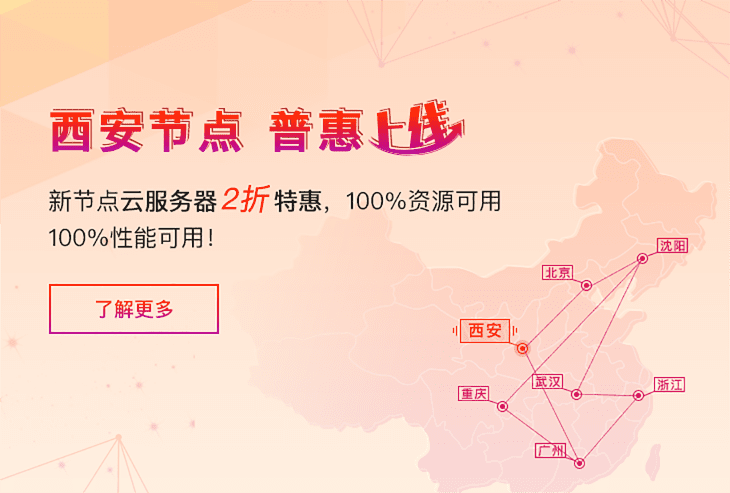 西安节点 普惠上线
新节点云服务器2折特惠，100%资源可用
100%性能可用！
了解更多
沈阳
北京
西安
武汉
浙江
重庆
广州